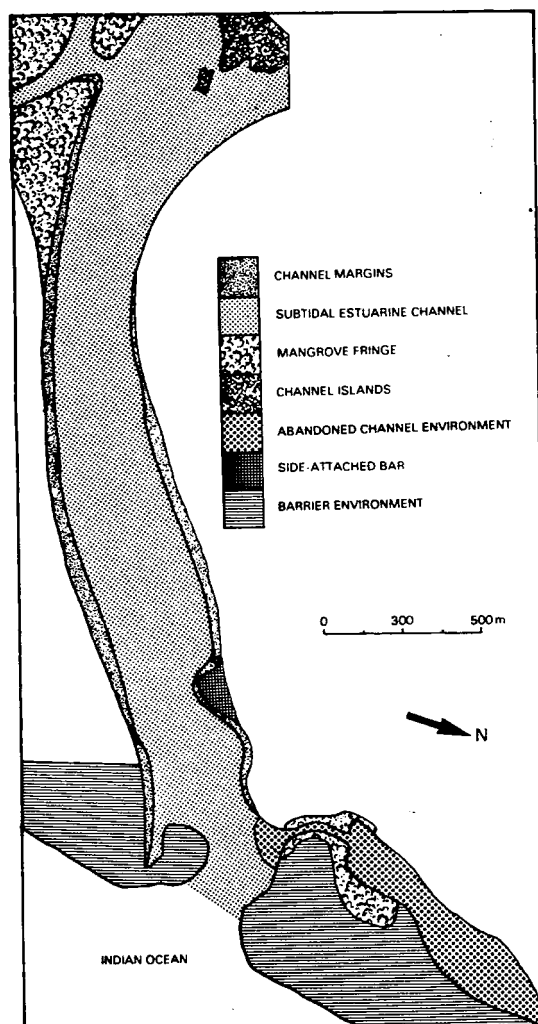 CHANNEL MARGINS
SUBTIDAL ESTUARINE CHANNEL
MANGROVE FRINGE
CHANNEL ISLANDS
ABANDONED CHANNEL ENVIRONMENT
SIDE-ATTACHED BAR
BARRIER ENVIRONMENT
0 300 500 m
N
INDIAN OCEAN